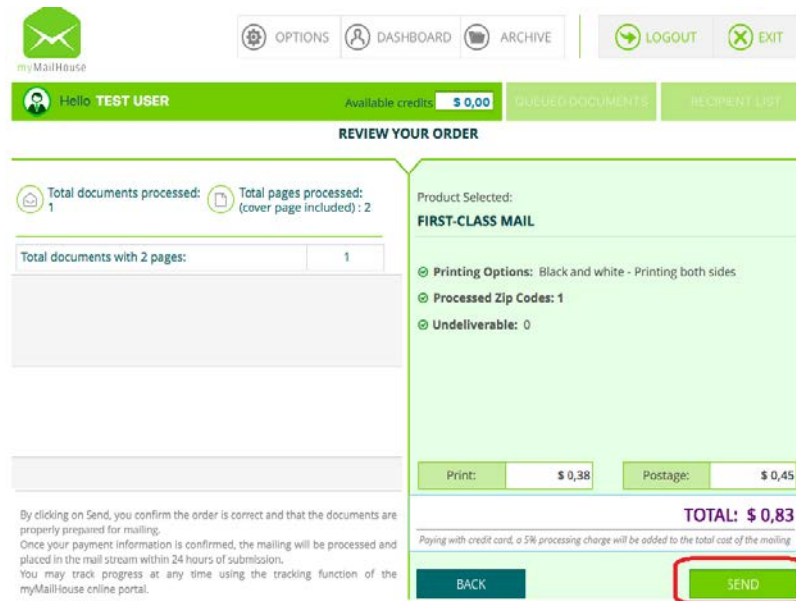 OPTIONS DASHBOARD ARCHIVE LOGOUT EXIT
myMailHouse
Hello TEST USER Available credits $ 0,00 QUEUED DOCUMENTS RECIPIENT LIST
REVIEW YOUR ORDER
Total documents processed:
1
Total pages processed:
(cover page included) : 2
Total documents with 2 pages: 1
By clicking on Send, you confirm the order is correct and that the documents are
properly prepared for mailing.
Once your payment information is confirmed, the mailing will be processed and
placed in the mail stream within 24 hours of submission.
You may track progress at any time using the tracking function of the
myMailHouse online portal.
Product Selected:
FIRST-CLASS MAIL
Printing Options: Black and white - Printing both sides
Processed Zip Codes: 1
Undeliverable: 0
Print: $ 0,38 Postage: $ 0,45
TOTAL: $ 0,83
Paying with credit card, a 5% processing charge will be added to the total cost of the mailing
BACK SEND